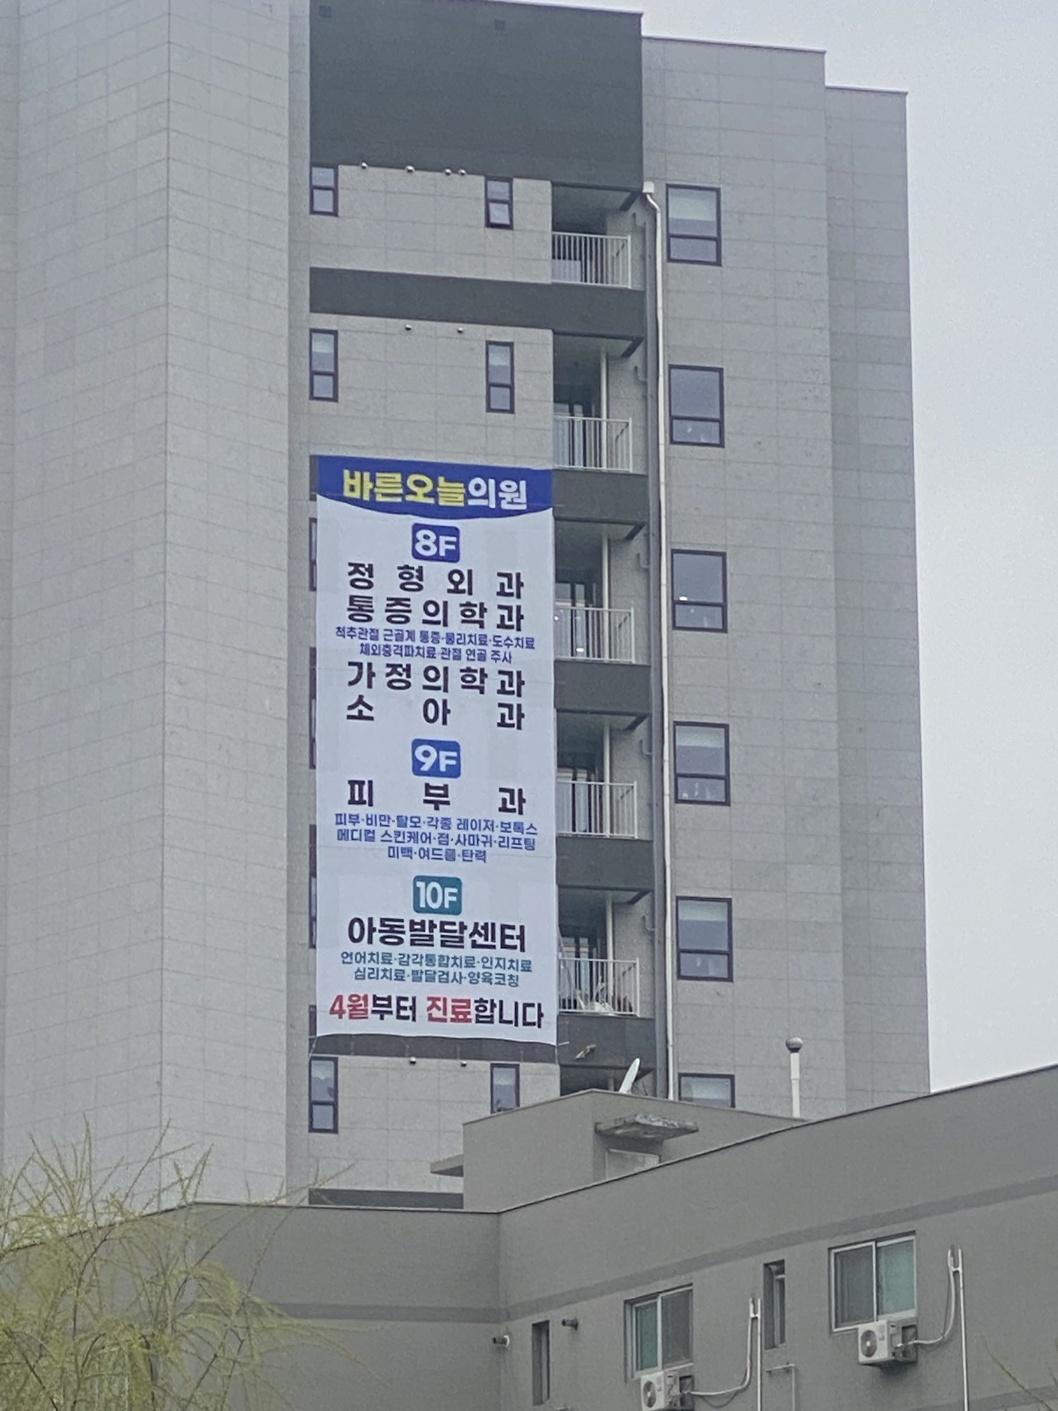 바른오늘의원
8F
정형외과
통증의학과
척추관절 근골계 통증·물리치료·도수치료
체외충격파치료·관절 연골 주사
가정의학과
소아과
9F
피부과
피부·비만·탈모·각종 레이저·보톡스
메디컬 스킨케어·점·사마귀·리프팅
미백·여드름·탄력
10F
아동발달센터
언어치료·감각통합치료·인지치료
심리치료·발달검사·양육코칭
4월부터 진료합니다